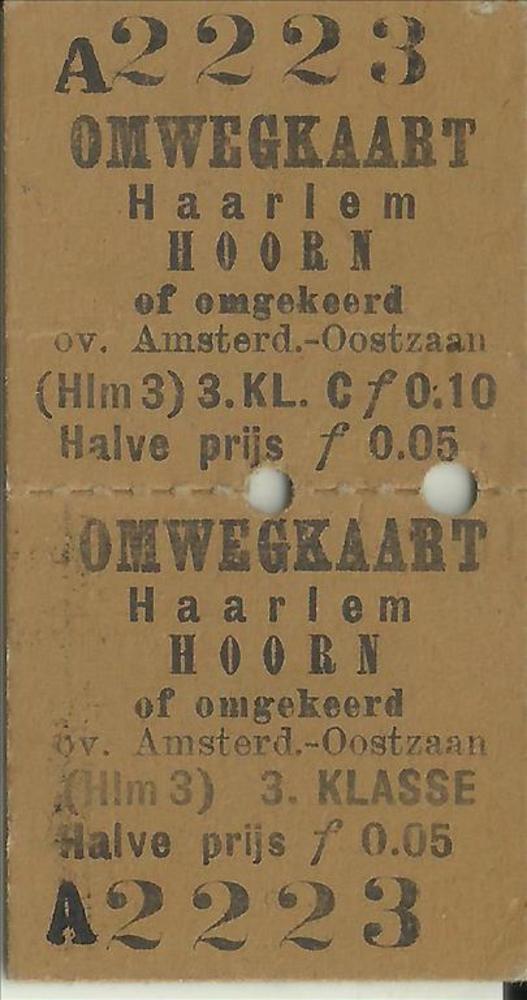 A2223
OMWEGKAART
Haarlem
HOORN
of omgekeerd
ov. Amsterd.-Oostzaan
(Hlm 3) 3. KL. C f 0.10
Halve prijs f 0.05
OMWEGKAART
Haarlem
HOORN
of omgekeerd
ov. Amsterd.-Oostzaan
(Hlm 3) 3. KLASSE
Halve prijs f 0.05
A2223